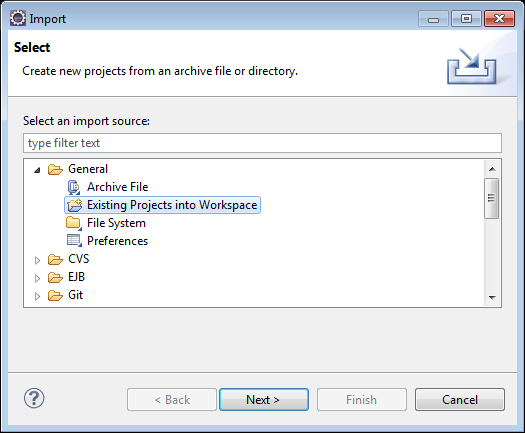 Import
Select
Create new projects from an archive file or directory.
Select an import source:
type filter text
General
Archive File
Existing Projects into Workspace
File System
Preferences
CVS
EJB
Git
?
< Back
Next >
Finish
Cancel